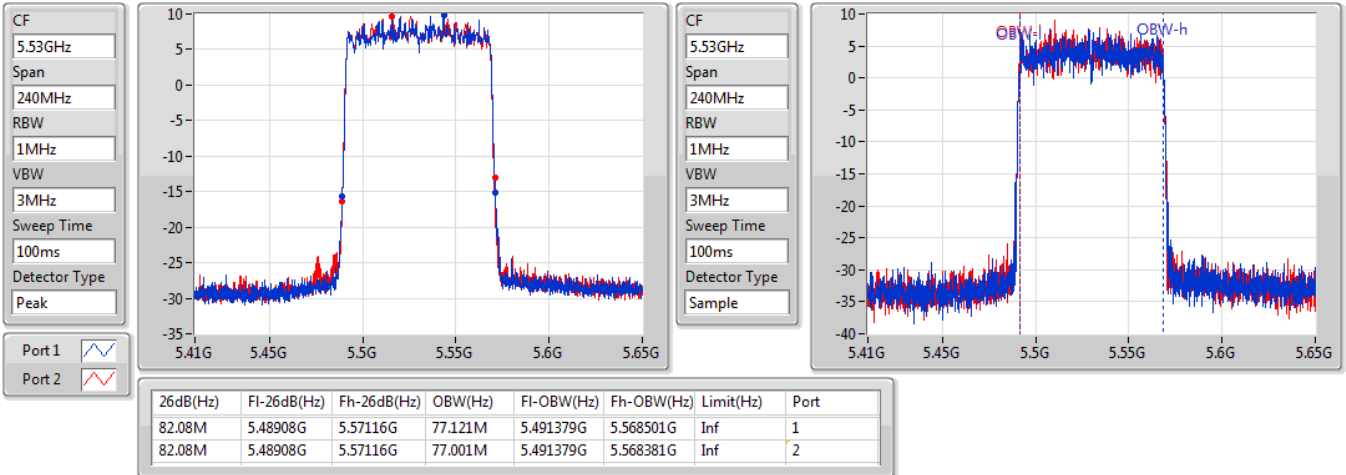 CF
5.53GHz
Span
240MHz
RBW
1MHz
VBW
3MHz
Sweep Time
100ms
Detector Type
Peak
Port 1
Port 2
10
5
0
-5
-10
-15
-20
-25
-30
-35
5.41G 5.45G 5.5G 5.55G 5.6G 5.65G
CF
5.53GHz
Span
240MHz
RBW
1MHz
VBW
3MHz
Sweep Time
100ms
Detector Type
Sample
10
5
0
-5
-10
-15
-20
-25
-30
-35
-40
OBW-l OBW-h
5.41G 5.45G 5.5G 5.55G 5.6G 5.65G
26dB(Hz) Fl-26dB(Hz) Fh-26dB(Hz) OBW(Hz) Fl-OBW(Hz) Fh-OBW(Hz) Limit(Hz) Port
82.08M 5.48908G 5.57116G 77.121M 5.491379G 5.568501G Inf 1
82.08M 5.48908G 5.57116G 77.001M 5.491379G 5.568381G Inf 2